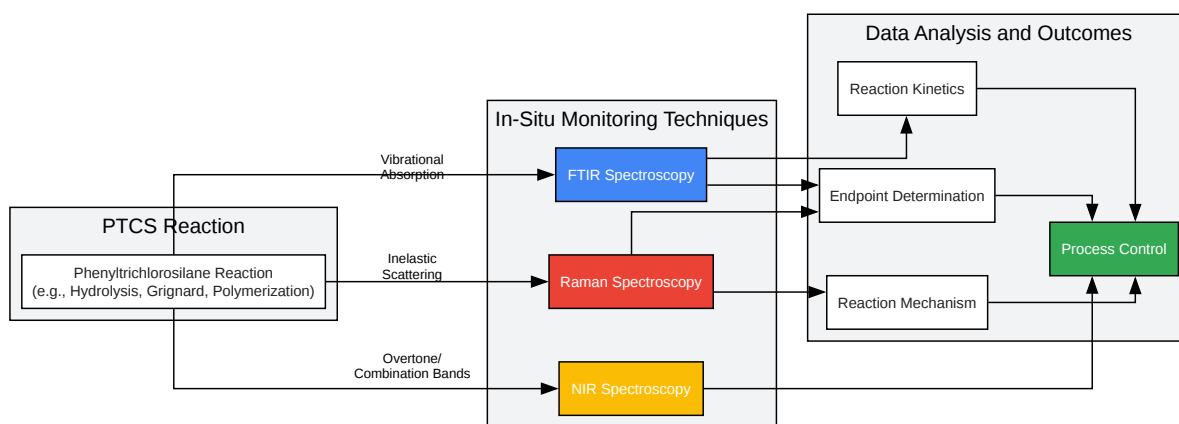 PTCS Reaction
Phenyltrichlorosilane Reaction
(e.g., Hydrolysis, Grignard, Polymerization)
Vibrational
Absorption
Inelastic
Scattering
Overtone/
Combination Bands
In-Situ Monitoring Techniques
FTIR Spectroscopy
Raman Spectroscopy
NIR Spectroscopy
Data Analysis and Outcomes
Reaction Kinetics
Endpoint Determination
Reaction Mechanism
Process Control